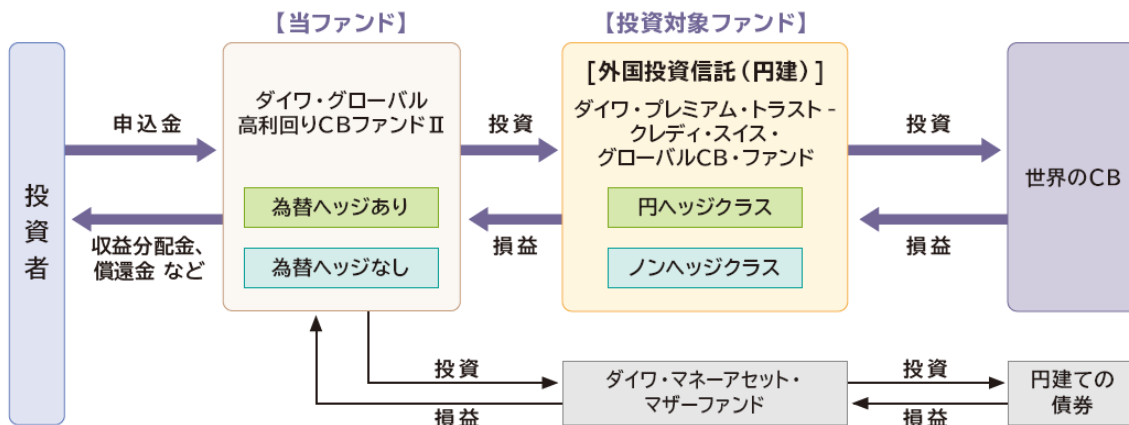 【当ファンド】
【投資対象ファンド】
投資者
申込金
収益分配金、
償還金 など
ダイワ・グローバル
高利回りCBファンドⅡ
為替ヘッジあり
為替ヘッジなし
投資
損益
[外国投資信託(円建)]
ダイワ・プレミアム・トラスト-
クレディ・スイス・
グローバルCB・ファンド
円ヘッジクラス
ノンヘッジクラス
投資
損益
世界のCB
投資
損益
ダイワ・マネーアセット・
マザーファンド
投資
損益
円建ての
債券